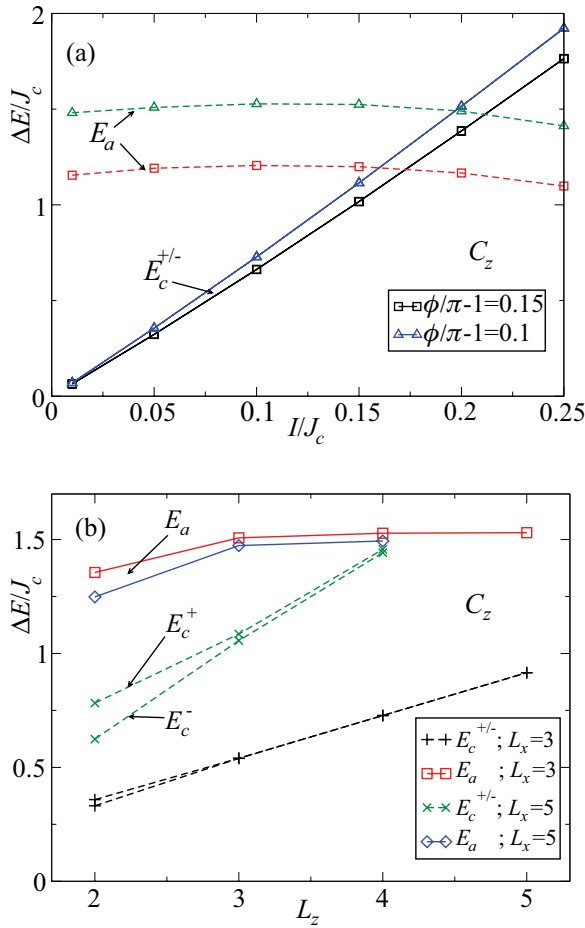 (a)
2
1
0
ΔE/J_c
E_a
E_c^{+/-}
C_z
ϕ/π-1=0.15
ϕ/π-1=0.1
0 0.05 0.1 0.15 0.2 0.25
I/J_c
(b)
1.5
1
0.5
0
ΔE/J_c
E_a
E_c^+
E_c^-
C_z
E_c^{+/-}; L_x=3
E_a ; L_x=3
E_c^{+/-}; L_x=5
E_a ; L_x=5
2 3 4 5
L_z